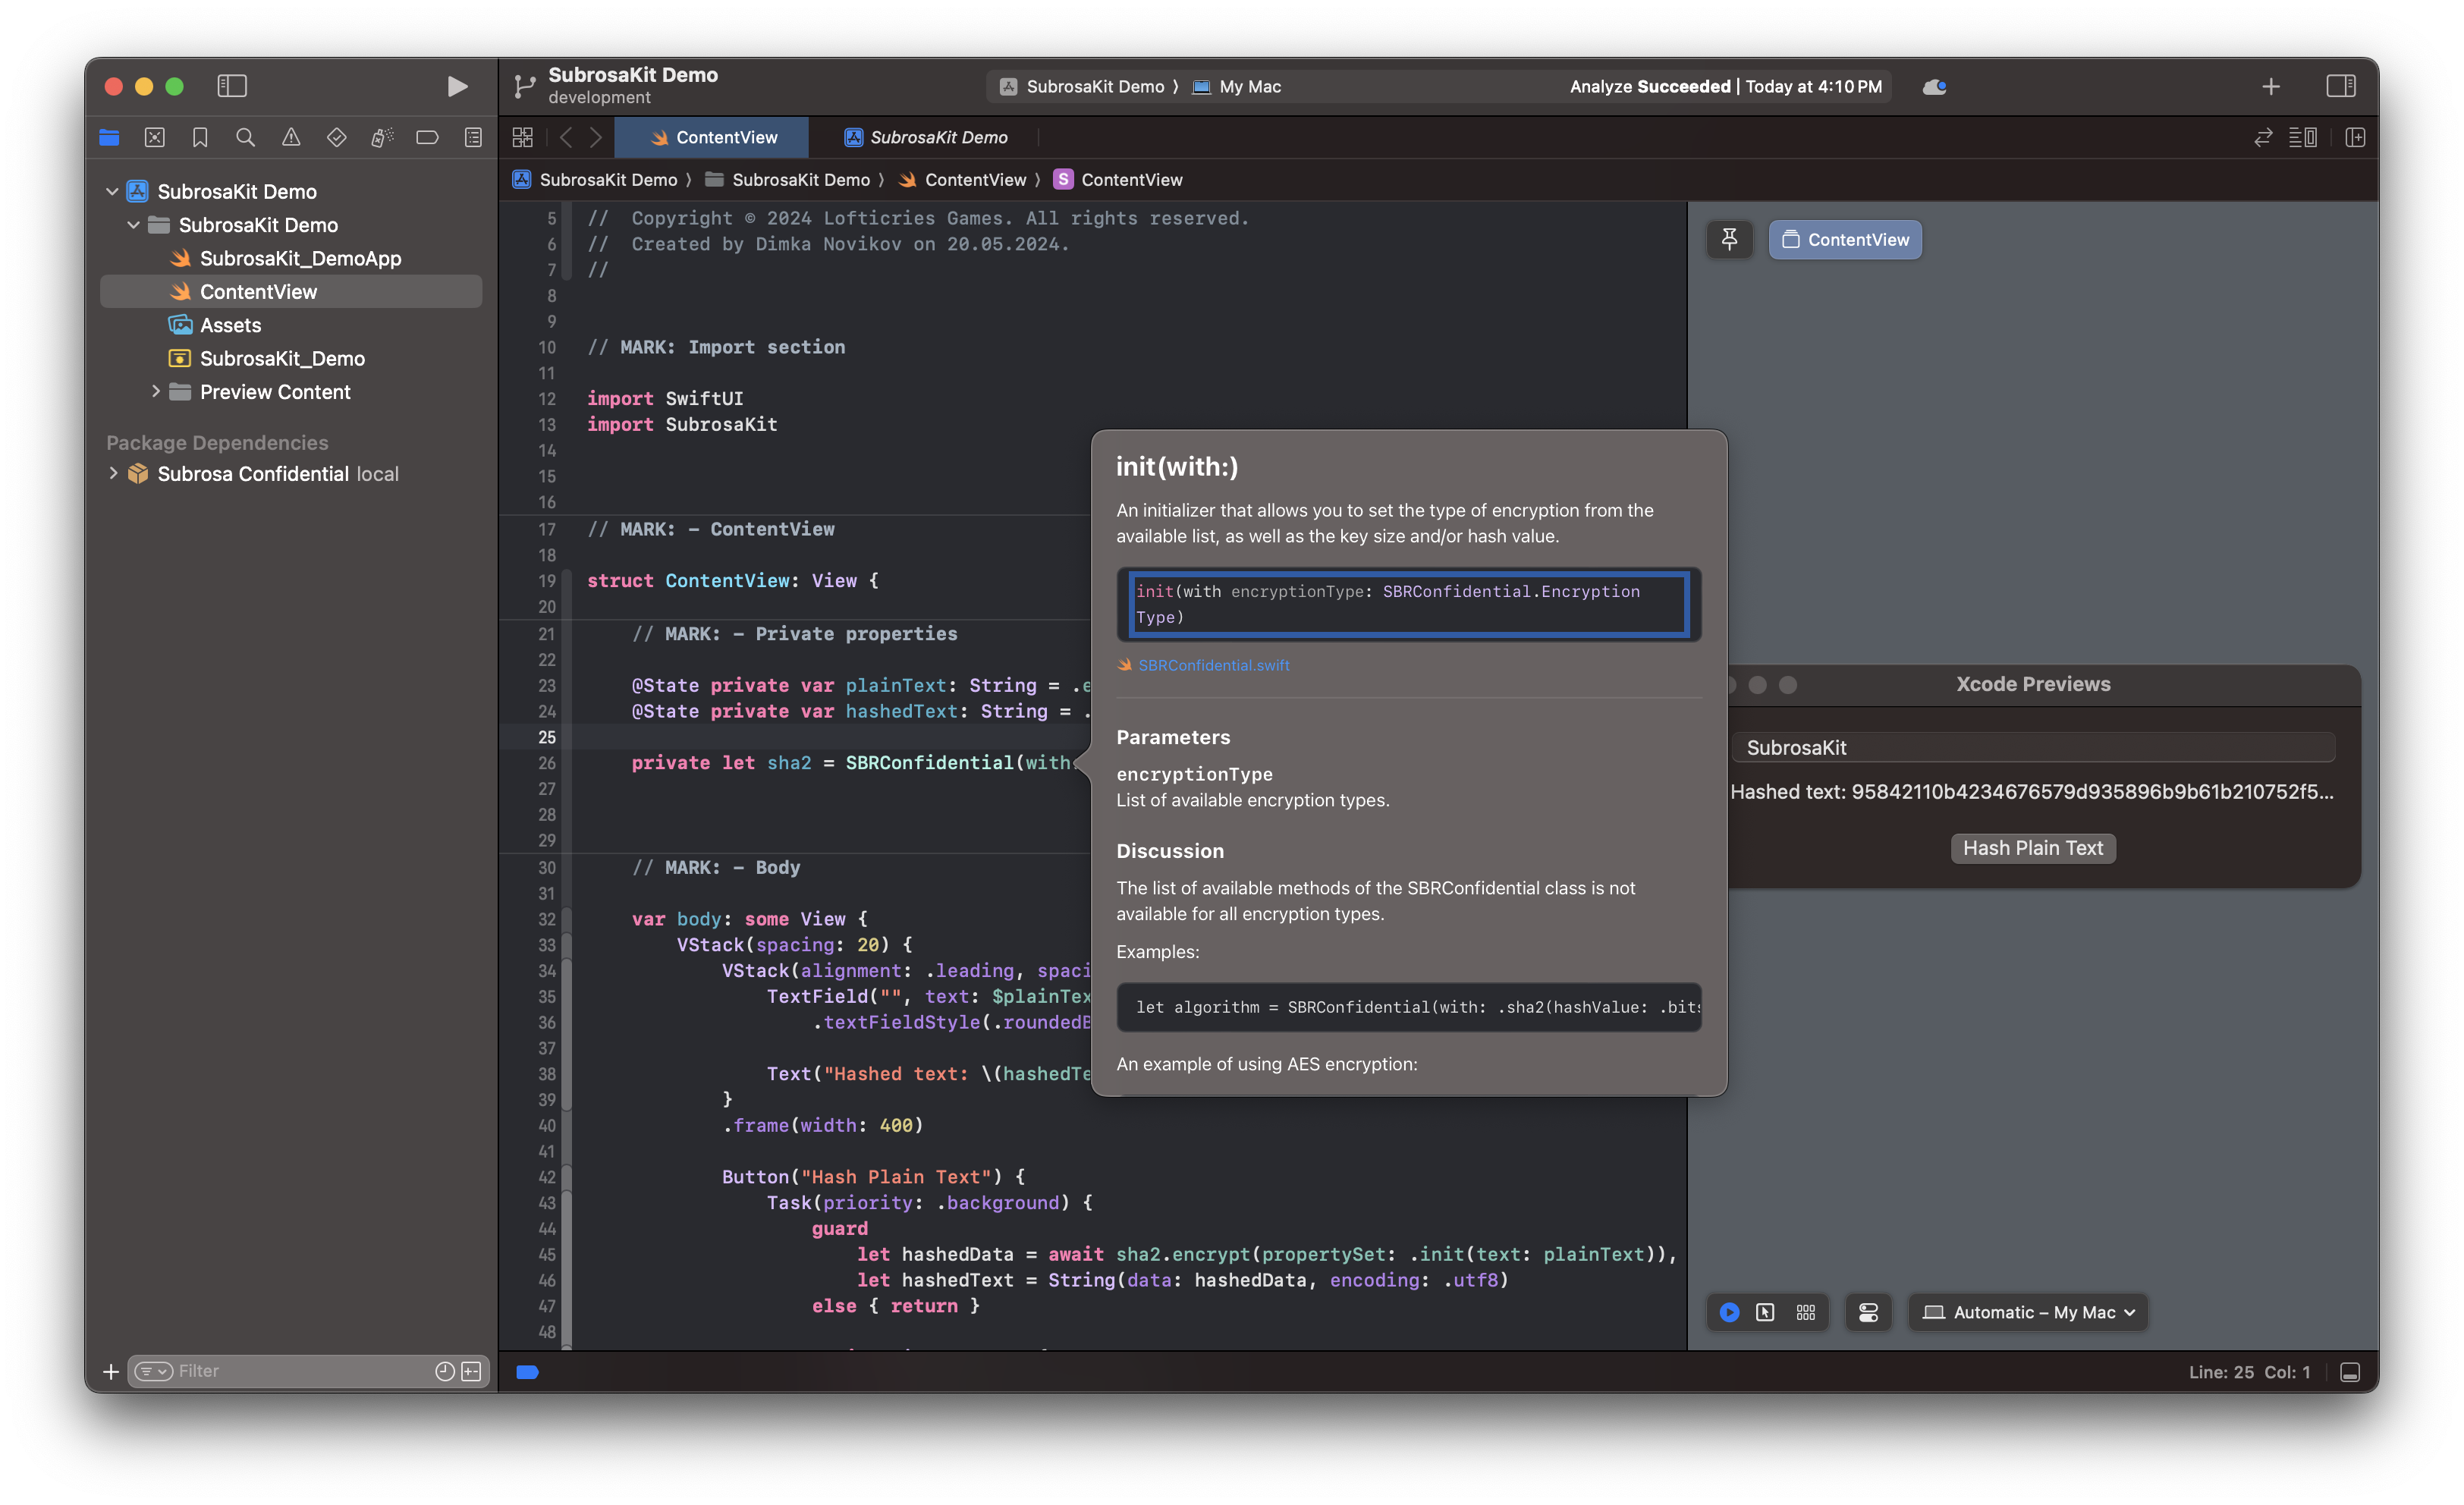 SubrosaKit Demo
development
SubrosaKit Demo ⟩ My Mac
Analyze Succeeded | Today at 4:10 PM
ContentView
SubrosaKit Demo
SubrosaKit Demo ⟩ SubrosaKit Demo ⟩ ContentView ⟩ S ContentView
SubrosaKit Demo
SubrosaKit Demo
SubrosaKit_DemoApp
ContentView
Assets
SubrosaKit_Demo
Preview Content
Package Dependencies
Subrosa Confidential local
Filter
5 //  Copyright © 2024 Lofticries Games. All rights reserved.
6 //  Created by Dimka Novikov on 20.05.2024.
7 //
8
9
10 // MARK: Import section
11
12 import SwiftUI
13 import SubrosaKit
14
15
16
17 // MARK: - ContentView
18
19 struct ContentView: View {
20
21     // MARK: - Private properties
22
23     @State private var plainText: String = .e
24     @State private var hashedText: String = .
25
26     private let sha2 = SBRConfidential(with:
27
28
29
30     // MARK: - Body
31
32     var body: some View {
33         VStack(spacing: 20) {
34             VStack(alignment: .leading, spaci
35                 TextField("", text: $plainTex
36                     .textFieldStyle(.roundedB
37
38                 Text("Hashed text: \(hashedTe
39             }
40             .frame(width: 400)
41
42             Button("Hash Plain Text") {
43                 Task(priority: .background) {
44                     guard
45                         let hashedData = await sha2.encrypt(propertySet: .init(text: plainText)),
46                         let hashedText = String(data: hashedData, encoding: .utf8)
47                     else { return }
48
init(with:)
An initializer that allows you to set the type of encryption from the
available list, as well as the key size and/or hash value.
init(with encryptionType: SBRConfidential.Encryption
Type)
SBRConfidential.swift
Parameters
encryptionType
List of available encryption types.
Discussion
The list of available methods of the SBRConfidential class is not
available for all encryption types.
Examples:
let algorithm = SBRConfidential(with: .sha2(hashValue: .bits
An example of using AES encryption:
ContentView
Xcode Previews
SubrosaKit
Hashed text: 95842110b4234676579d935896b9b61b210752f5...
Hash Plain Text
Automatic – My Mac
Line: 25 Col: 1